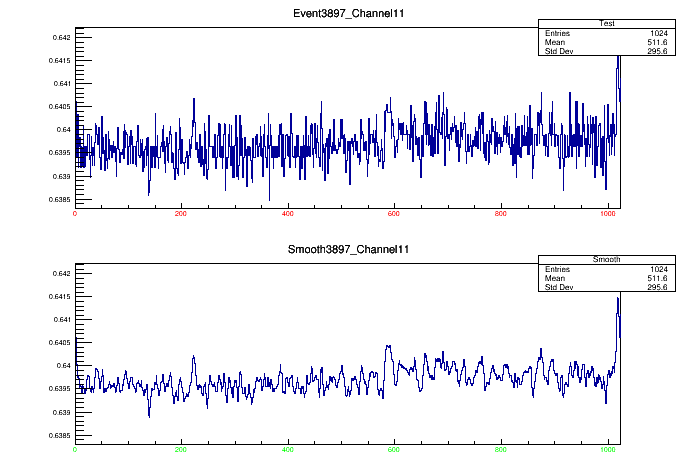 Event3897_Channel11
Test
Entries 1024
Mean 511.6
Std Dev 295.6
0.642
0.6415
0.641
0.6405
0.64
0.6395
0.639
0.6385
0 200 400 600 800 1000
Smooth3897_Channel11
Smooth
Entries 1024
Mean 511.6
Std Dev 295.6
0.642
0.6415
0.641
0.6405
0.64
0.6395
0.639
0.6385
0 200 400 600 800 1000